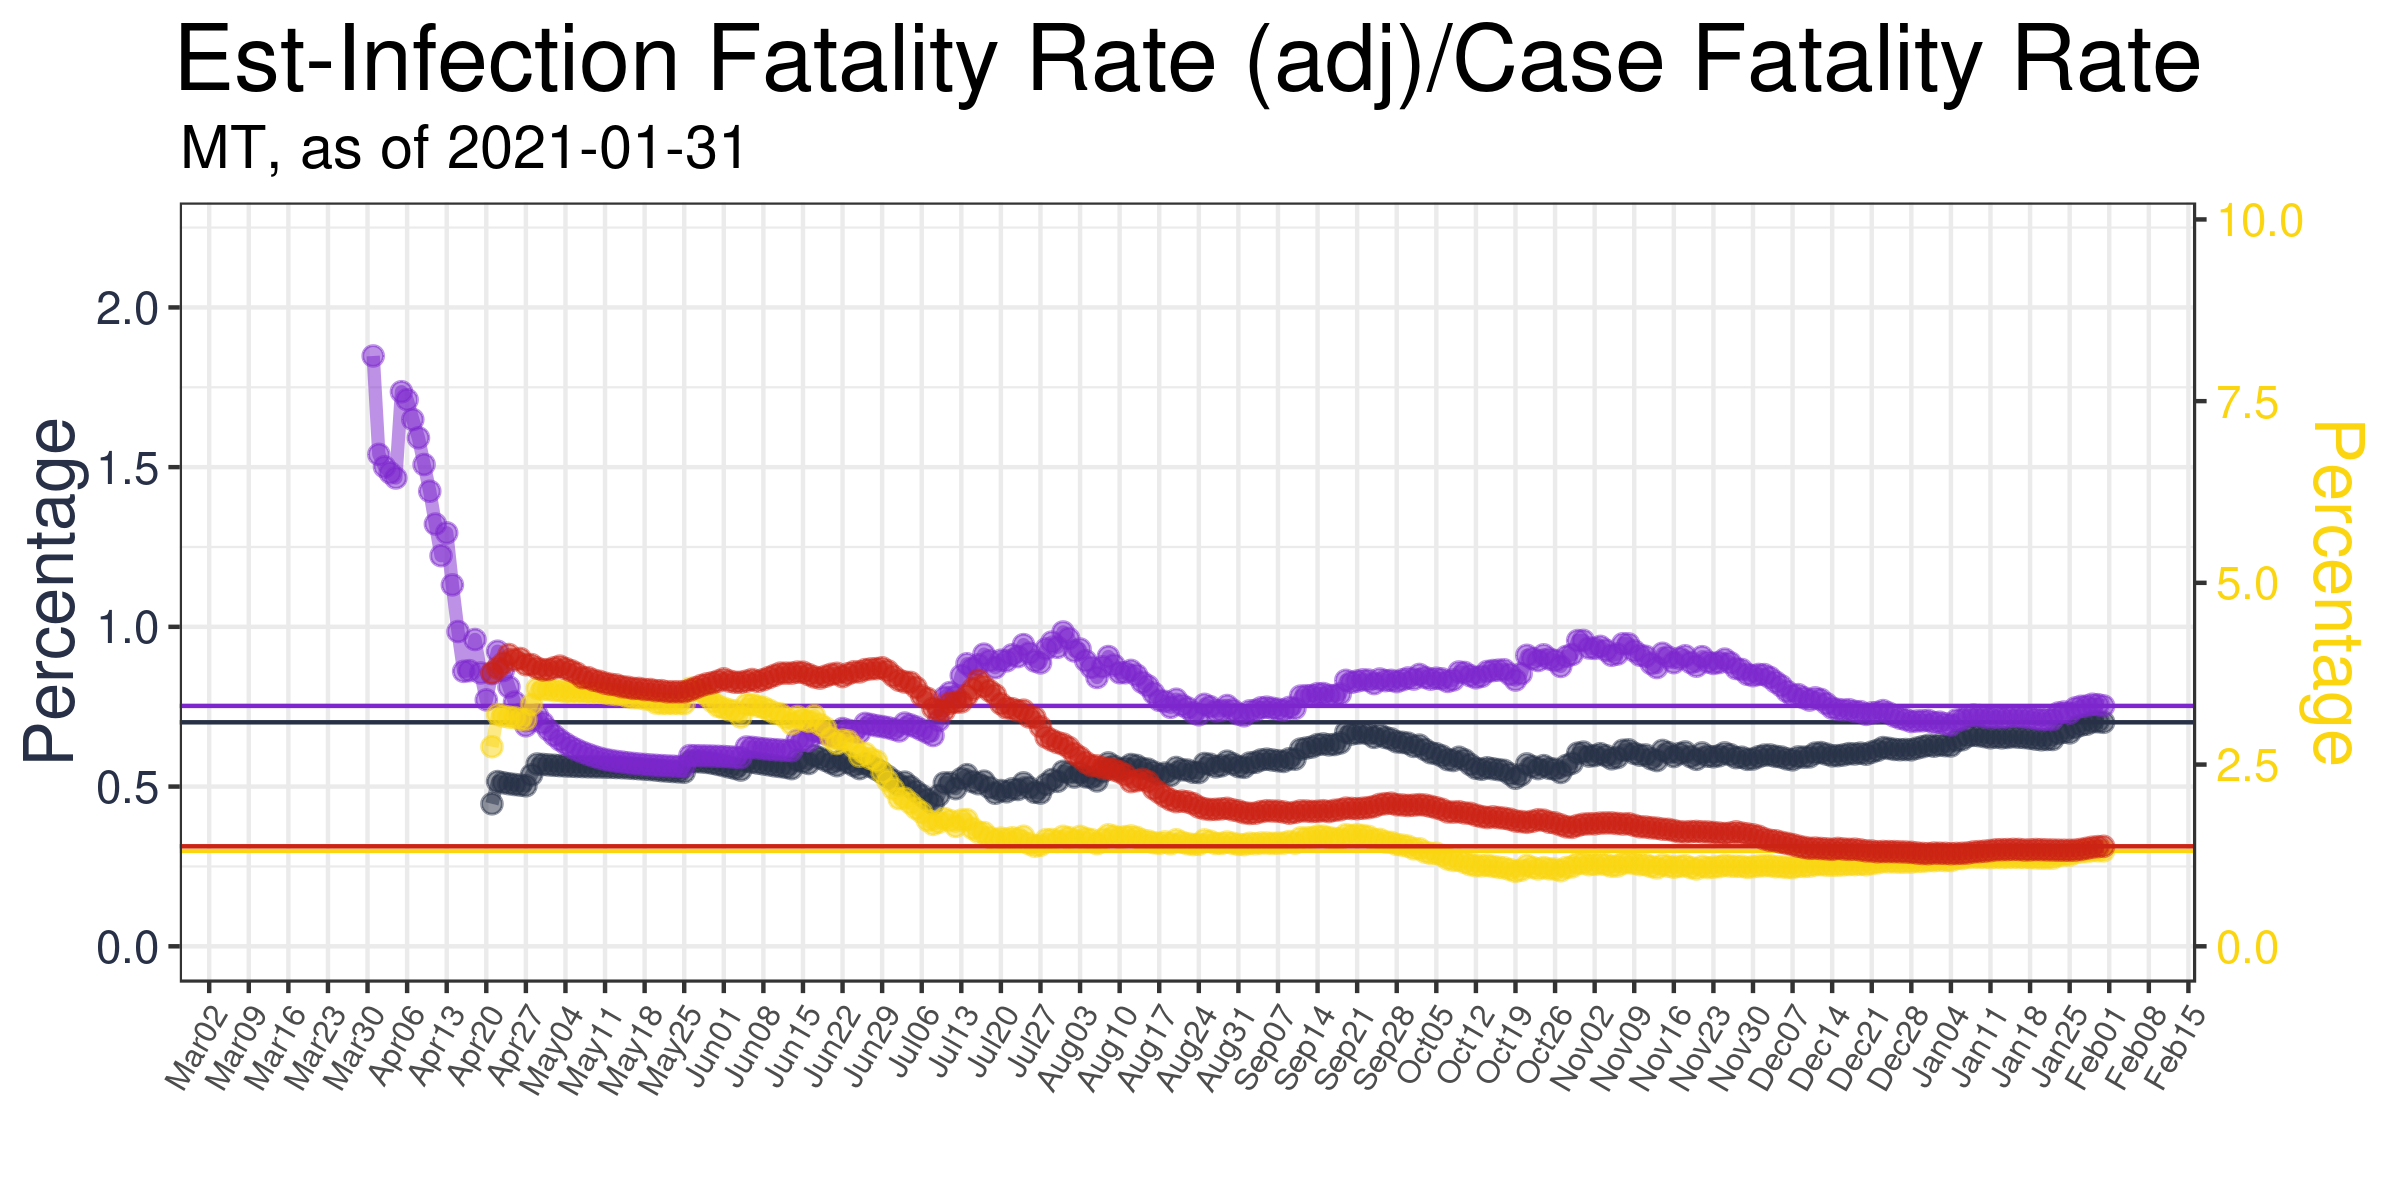 Est-Infection Fatality Rate (adj)/Case Fatality Rate
MT, as of 2021-01-31
Percentage
2.0
1.5
1.0
0.5
0.0
10.0
7.5
5.0
2.5
0.0
Percentage
Mar02
Mar09
Mar16
Mar23
Mar30
Apr06
Apr13
Apr20
Apr27
May04
May11
May18
May25
Jun01
Jun08
Jun15
Jun22
Jun29
Jul06
Jul13
Jul20
Jul27
Aug03
Aug10
Aug17
Aug24
Aug31
Sep07
Sep14
Sep21
Sep28
Oct05
Oct12
Oct19
Oct26
Nov02
Nov09
Nov16
Nov23
Nov30
Dec07
Dec14
Dec21
Dec28
Jan04
Jan11
Jan18
Jan25
Feb01
Feb08
Feb15